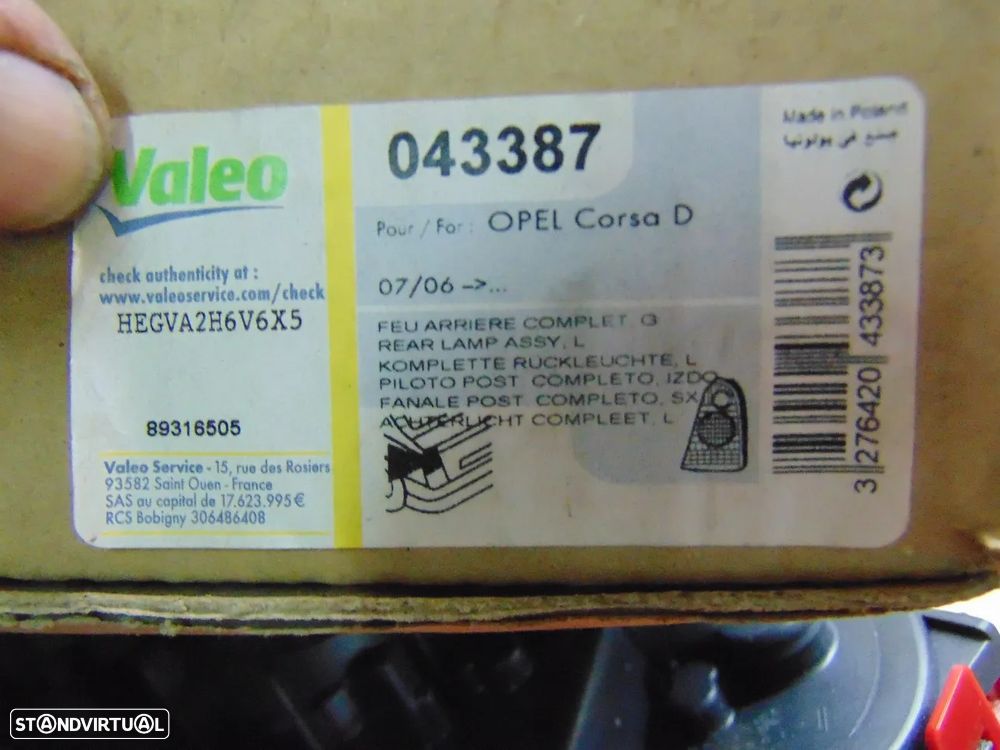 Valeo
check authenticity at :
www.valeoservice.com/check
HEGVA2H6V6X5
89316505
Valeo Service - 15, rue des Rosiers
93582 Saint Ouen - France
SAS au capital de 17.623.995 €
RCS Bobigny 306486408
043387
Pour / For : OPEL Corsa D
07/06 ->...
FEU ARRIERE COMPLET, G
REAR LAMP ASSY, L
KOMPLETTE RUCKLEUCHTE, L
PILOTO POST. COMPLETO, IZDO
FANALE POST. COMPLETO, SX
ACHTERLICHT COMPLEET, L
Made in Poland
صنع في بولونيا
3 276420 433873
STANDVIRTUAL